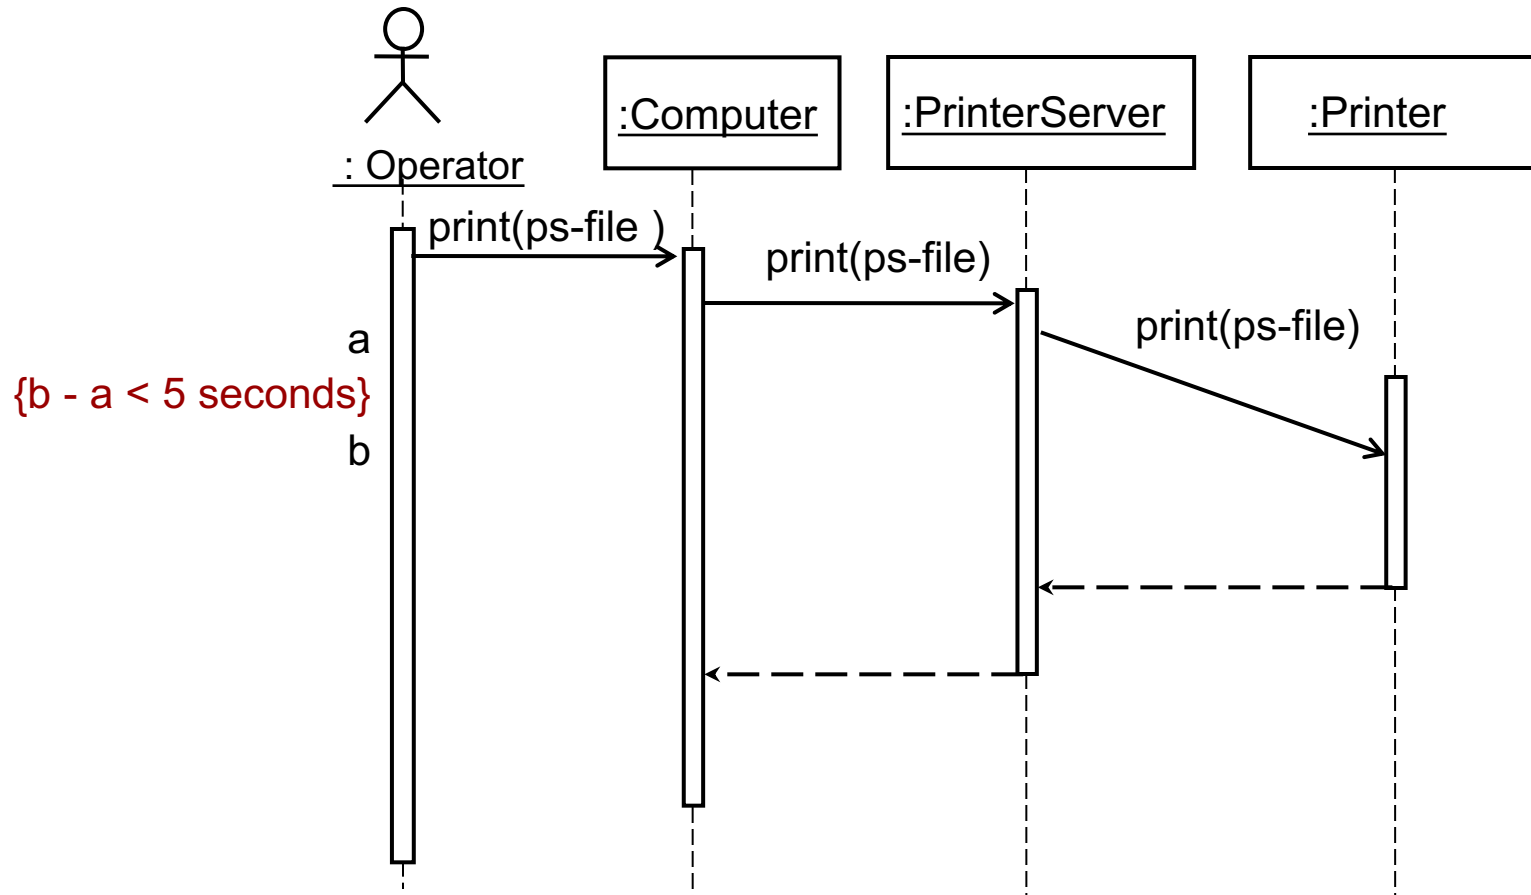 : Operator
:Computer
:PrinterServer
:Printer
print(ps-file )
print(ps-file)
print(ps-file)
a
{b - a < 5 seconds}
b